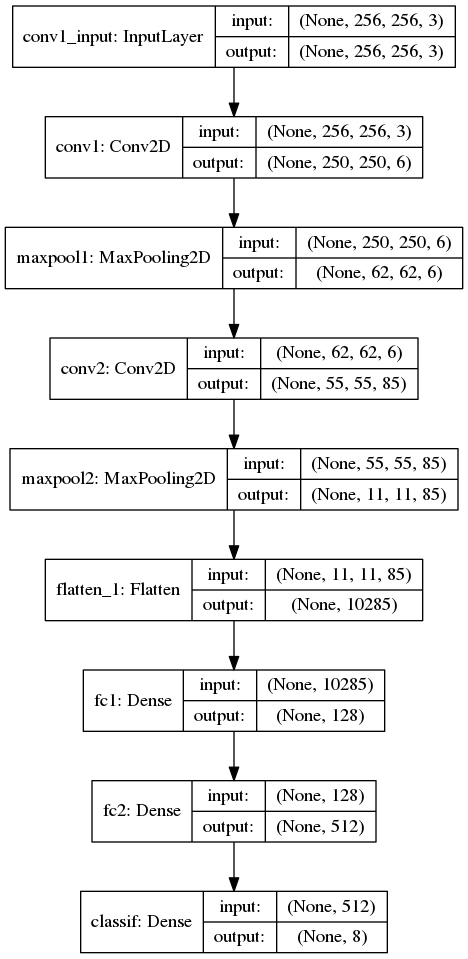 conv1_input: InputLayer
input:
(None, 256, 256, 3)
output:
(None, 256, 256, 3)
conv1: Conv2D
input:
(None, 256, 256, 3)
output:
(None, 250, 250, 6)
maxpool1: MaxPooling2D
input:
(None, 250, 250, 6)
output:
(None, 62, 62, 6)
conv2: Conv2D
input:
(None, 62, 62, 6)
output:
(None, 55, 55, 85)
maxpool2: MaxPooling2D
input:
(None, 55, 55, 85)
output:
(None, 11, 11, 85)
flatten_1: Flatten
input:
(None, 11, 11, 85)
output:
(None, 10285)
fc1: Dense
input:
(None, 10285)
output:
(None, 128)
fc2: Dense
input:
(None, 128)
output:
(None, 512)
classif: Dense
input:
(None, 512)
output:
(None, 8)